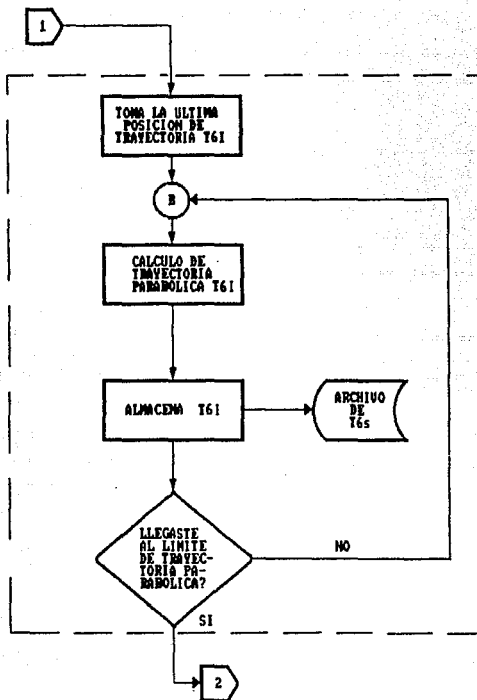 1
TOMA LA ULTIMA
POSICION DE
TRAYECTORIA T6I
B
CALCULO DE
TRAYECTORIA
PARABOLICA T6I
ALMACENA T6I
ARCHIVO
DE
T6s
LLEGASTE
AL LIMITE
DE TRAYEC-
TORIA PA-
RABOLICA?
NO
SI
2